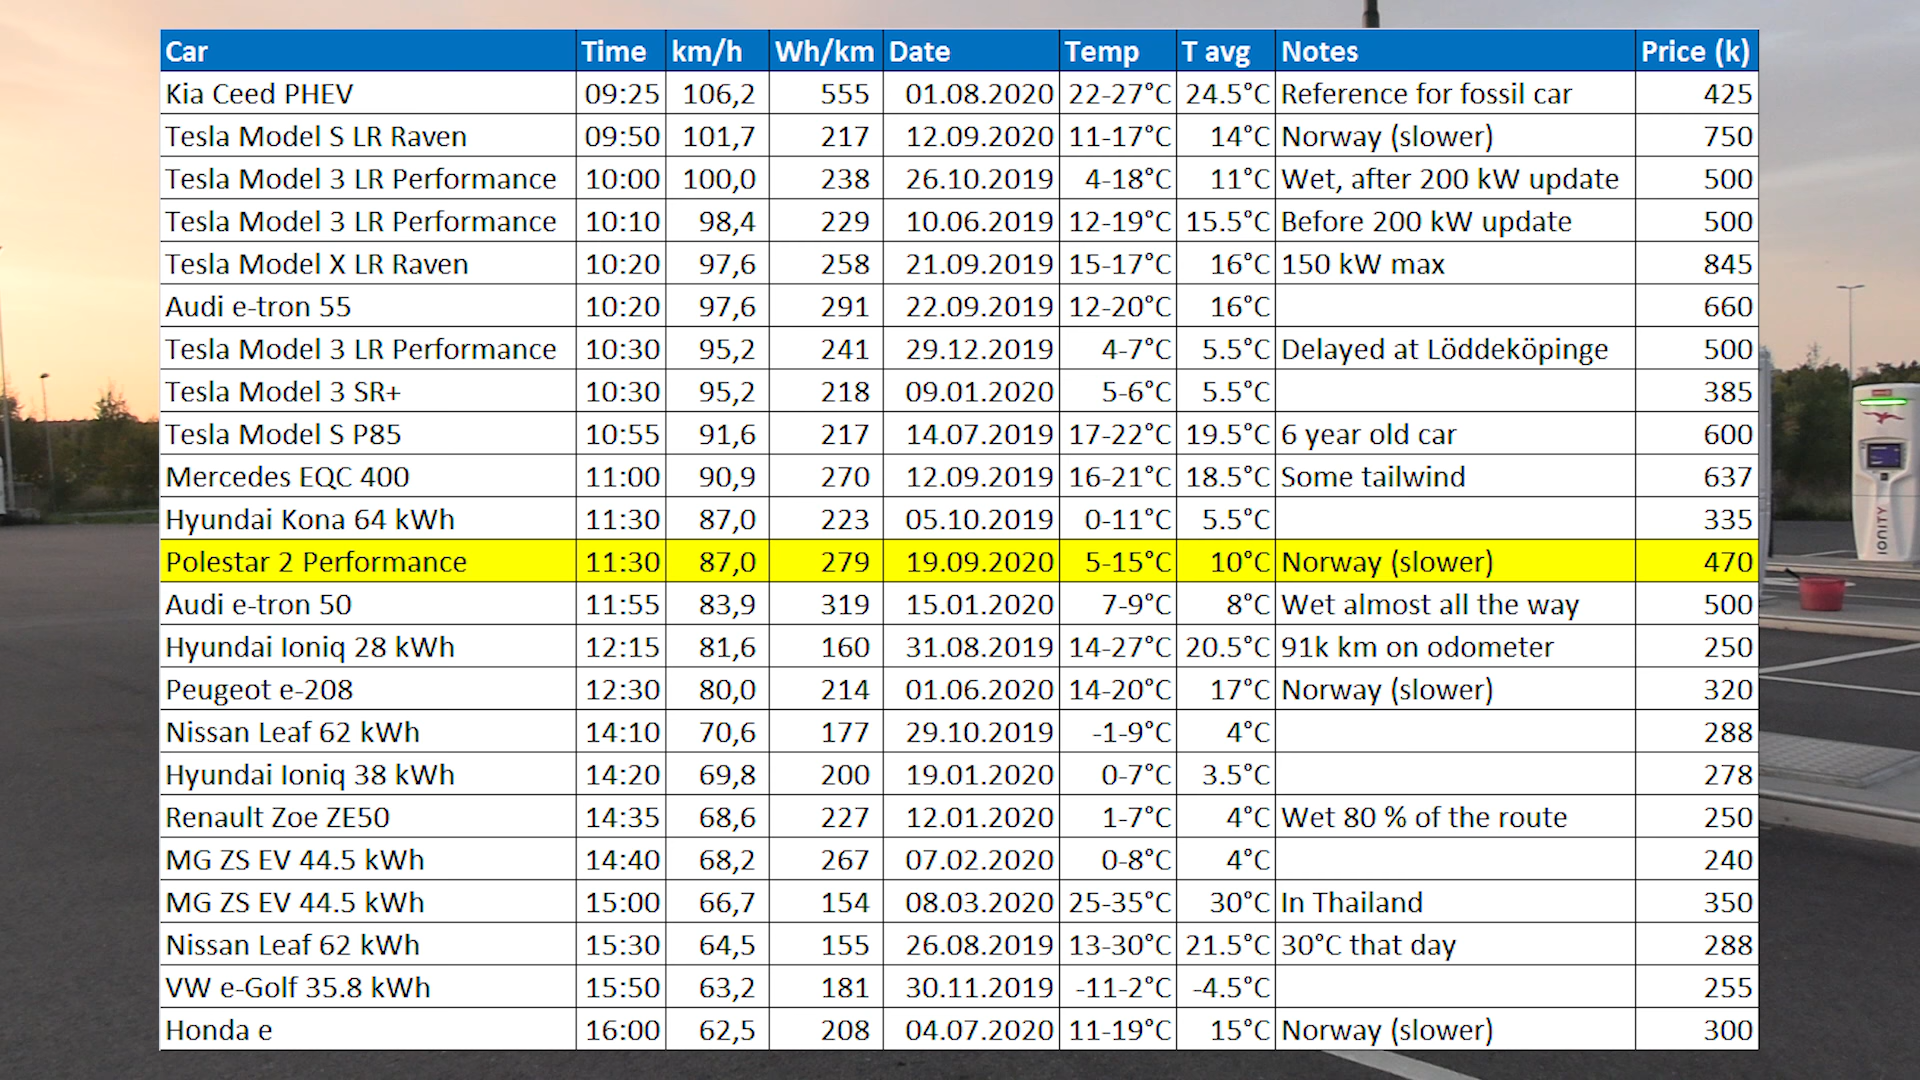 Car Time km/h Wh/km Date Temp T avg Notes Price (k)
Kia Ceed PHEV 09:25 106,2 555 01.08.2020 22-27°C 24.5°C Reference for fossil car 425
Tesla Model S LR Raven 09:50 101,7 217 12.09.2020 11-17°C 14°C Norway (slower) 750
Tesla Model 3 LR Performance 10:00 100,0 238 26.10.2019 4-18°C 11°C Wet, after 200 kW update 500
Tesla Model 3 LR Performance 10:10 98,4 229 10.06.2019 12-19°C 15.5°C Before 200 kW update 500
Tesla Model X LR Raven 10:20 97,6 258 21.09.2019 15-17°C 16°C 150 kW max 845
Audi e-tron 55 10:20 97,6 291 22.09.2019 12-20°C 16°C 660
Tesla Model 3 LR Performance 10:30 95,2 241 29.12.2019 4-7°C 5.5°C Delayed at Löddeköpinge 500
Tesla Model 3 SR+ 10:30 95,2 218 09.01.2020 5-6°C 5.5°C 385
Tesla Model S P85 10:55 91,6 217 14.07.2019 17-22°C 19.5°C 6 year old car 600
Mercedes EQC 400 11:00 90,9 270 12.09.2019 16-21°C 18.5°C Some tailwind 637
Hyundai Kona 64 kWh 11:30 87,0 223 05.10.2019 0-11°C 5.5°C 335
Polestar 2 Performance 11:30 87,0 279 19.09.2020 5-15°C 10°C Norway (slower) 470
Audi e-tron 50 11:55 83,9 319 15.01.2020 7-9°C 8°C Wet almost all the way 500
Hyundai Ioniq 28 kWh 12:15 81,6 160 31.08.2019 14-27°C 20.5°C 91k km on odometer 250
Peugeot e-208 12:30 80,0 214 01.06.2020 14-20°C 17°C Norway (slower) 320
Nissan Leaf 62 kWh 14:10 70,6 177 29.10.2019 -1-9°C 4°C 288
Hyundai Ioniq 38 kWh 14:20 69,8 200 19.01.2020 0-7°C 3.5°C 278
Renault Zoe ZE50 14:35 68,6 227 12.01.2020 1-7°C 4°C Wet 80 % of the route 250
MG ZS EV 44.5 kWh 14:40 68,2 267 07.02.2020 0-8°C 4°C 240
MG ZS EV 44.5 kWh 15:00 66,7 154 08.03.2020 25-35°C 30°C In Thailand 350
Nissan Leaf 62 kWh 15:30 64,5 155 26.08.2019 13-30°C 21.5°C 30°C that day 288
VW e-Golf 35.8 kWh 15:50 63,2 181 30.11.2019 -11-2°C -4.5°C 255
Honda e 16:00 62,5 208 04.07.2020 11-19°C 15°C Norway (slower) 300
IONITY